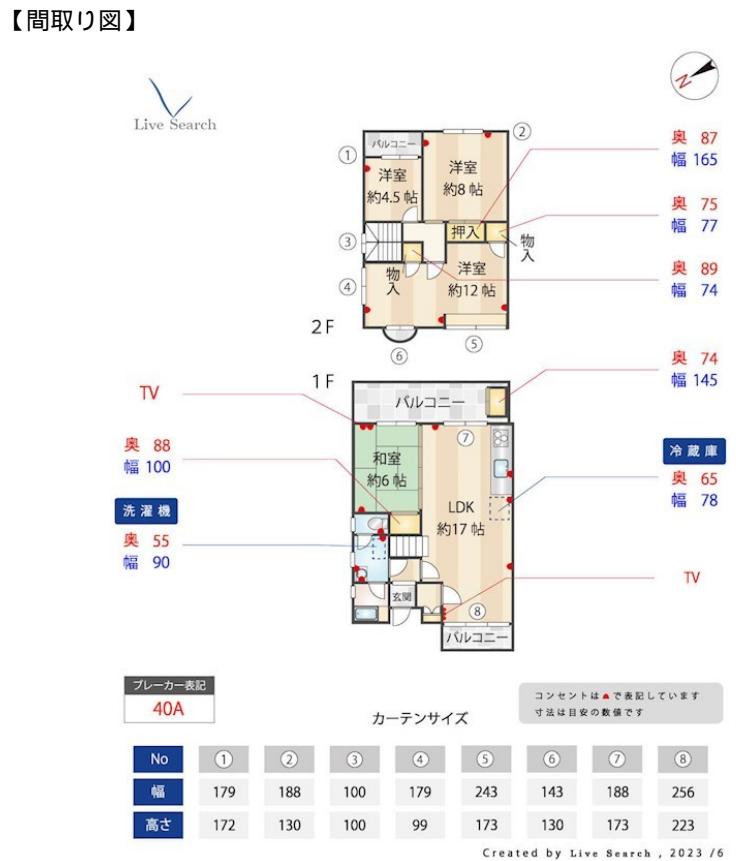 【間取り図】
Live Search
N
バルコニー
①
②
洋室
約4.5 帖
洋室
約8 帖
奥 87
幅 165
奥 75
幅 77
③
押入
物入
物入
洋室
約12 帖
奥 89
幅 74
④
2F
⑤
⑥
奥 74
幅 145
1F
TV
バルコニー
⑦
奥 88
幅 100
和室
約6 帖
冷蔵庫
奥 65
幅 78
LDK
約17 帖
洗濯機
奥 55
幅 90
TV
玄関
⑧
バルコニー
ブレーカー表記
40A
コンセントは で表記しています
寸法は目安の数値です
カーテンサイズ
No ① ② ③ ④ ⑤ ⑥ ⑦ ⑧
幅 179 188 100 179 243 143 188 256
高さ 172 130 100 99 173 130 173 223
Created by Live Search , 2023 /6